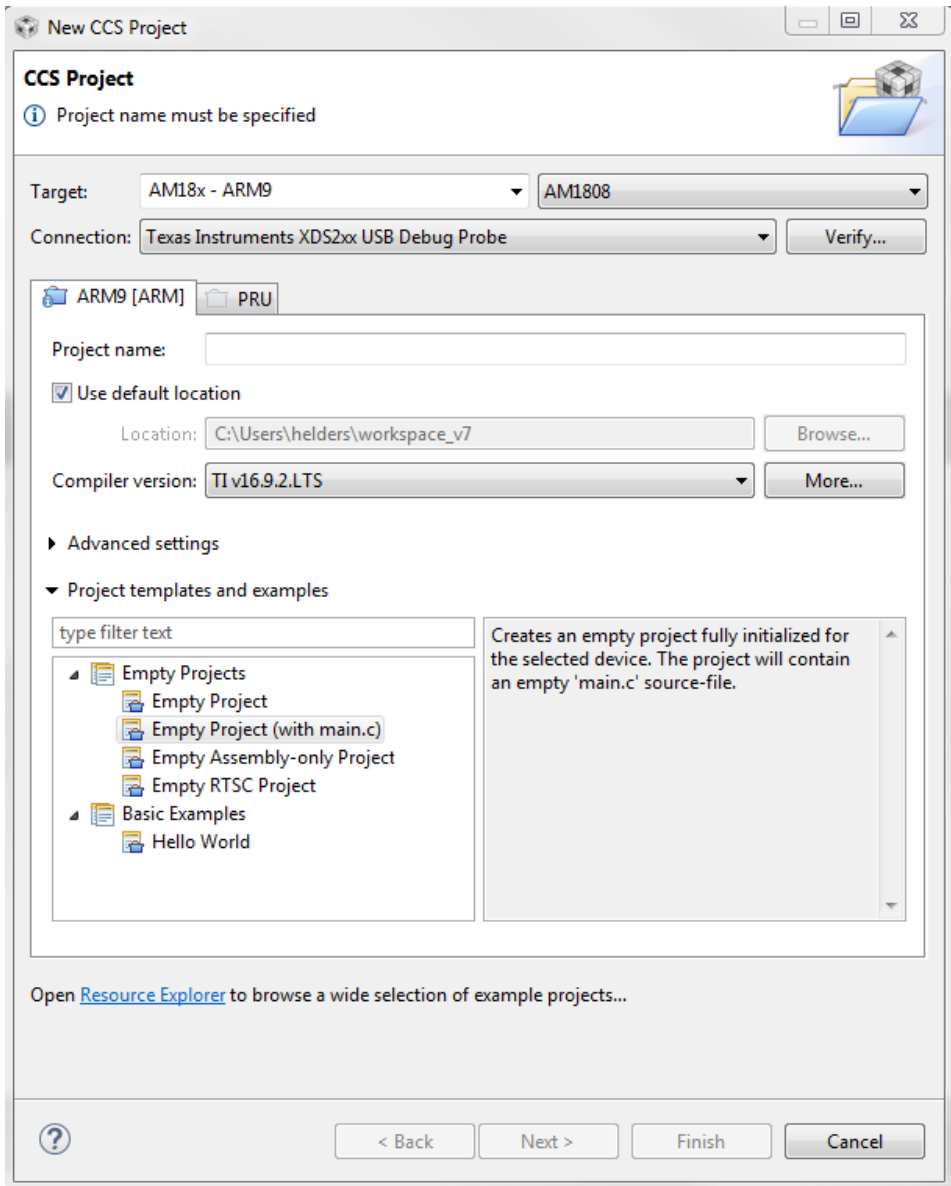 New CCS Project
CCS Project
Project name must be specified
Target: AM18x - ARM9 AM1808
Connection: Texas Instruments XDS2xx USB Debug Probe Verify...
ARM9 [ARM] PRU
Project name:
Use default location
Location: C:\Users\helders\workspace_v7 Browse...
Compiler version: TI v16.9.2.LTS More...
Advanced settings
Project templates and examples
type filter text
Empty Projects
Empty Project
Empty Project (with main.c)
Empty Assembly-only Project
Empty RTSC Project
Basic Examples
Hello World
Creates an empty project fully initialized for
the selected device. The project will contain
an empty 'main.c' source-file.
Open Resource Explorer to browse a wide selection of example projects...
? < Back Next > Finish Cancel